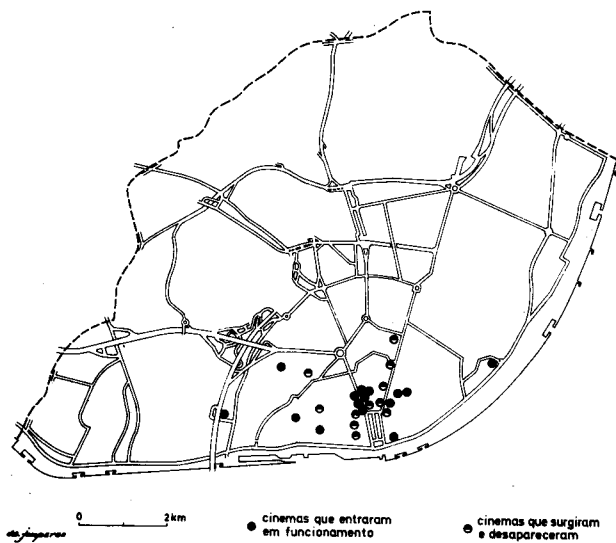 0 2km
cinemas que entraram
em funcionamento
cinemas que surgiram
e desapareceram